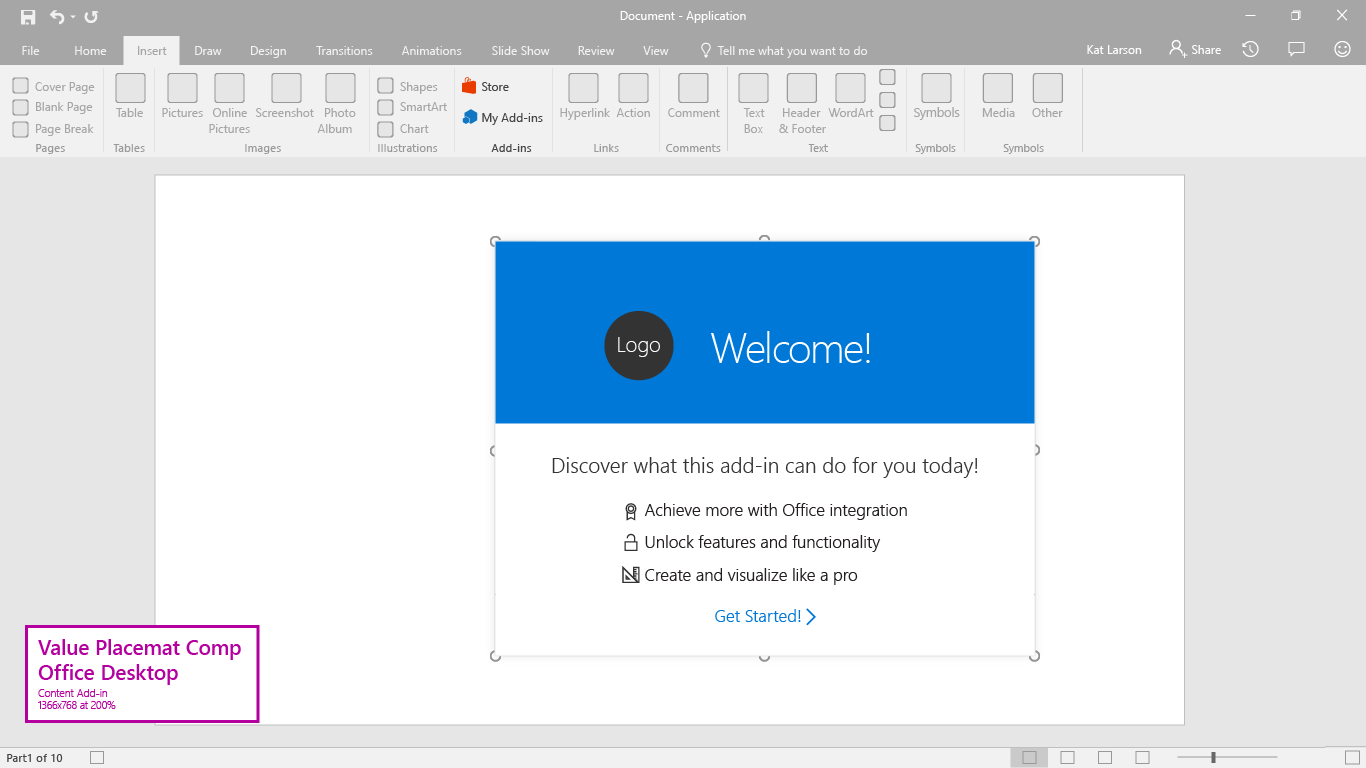 Document - Application
File Home Insert Draw Design Transitions Animations Slide Show Review View Tell me what you want to do Kat Larson Share
Cover Page
Blank Page
Page Break
Pages
Table
Tables
Pictures
Online
Pictures
Screenshot
Photo
Album
Images
Shapes
SmartArt
Chart
Illustrations
Store
My Add-ins
Add-ins
Hyperlink
Action
Links
Comment
Comments
Text
Box
Header
& Footer
WordArt
Text
Symbols
Symbols
Media
Other
Symbols
Logo
Welcome!
Discover what this add-in can do for you today!
Achieve more with Office integration
Unlock features and functionality
Create and visualize like a pro
Get Started!
Value Placemat Comp
Office Desktop
Content Add-in
1366x768 at 200%
Part1 of 10